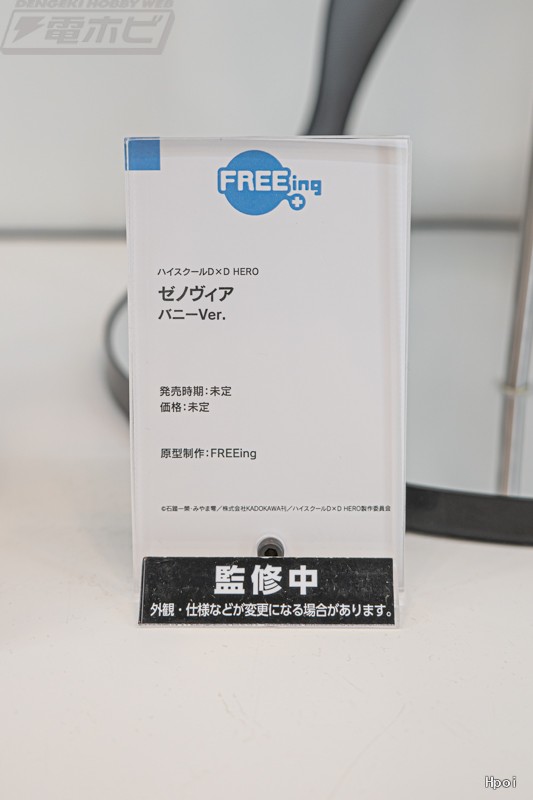 DENGEKI HOBBY WEB
電ホビ
FREEing
ハイスクールD×D HERO
ゼノヴィア
バニーVer.
発売時期：未定
価格：未定
原型制作：FREEing
©石踏一榮・みやま零／株式会社KADOKAWA刊／ハイスクールD×D HERO製作委員会
監修中
外観・仕様などが変更になる場合があります。
Hpoi